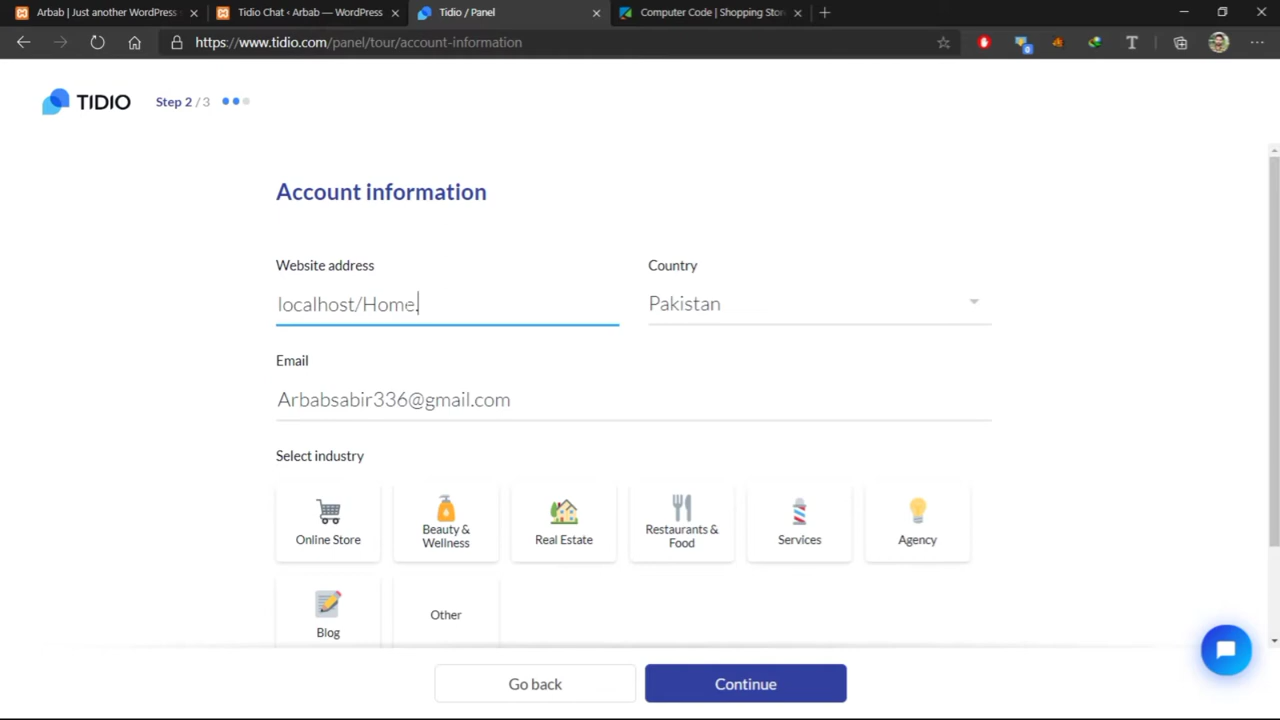 Arbab | Just another WordPress
Tidio Chat ‹ Arbab — WordPress
Tidio / Panel
Computer Code | Shopping Stor
https://www.tidio.com/panel/tour/account-information
T
TIDIO
Step 2 / 3
Account information
Website address
Country
localhost/Home.
Pakistan
Email
Arbabsabir336@gmail.com
Select industry
Online Store
Beauty &
Wellness
Real Estate
Restaurants &
Food
Services
Agency
Blog
Other
Go back
Continue